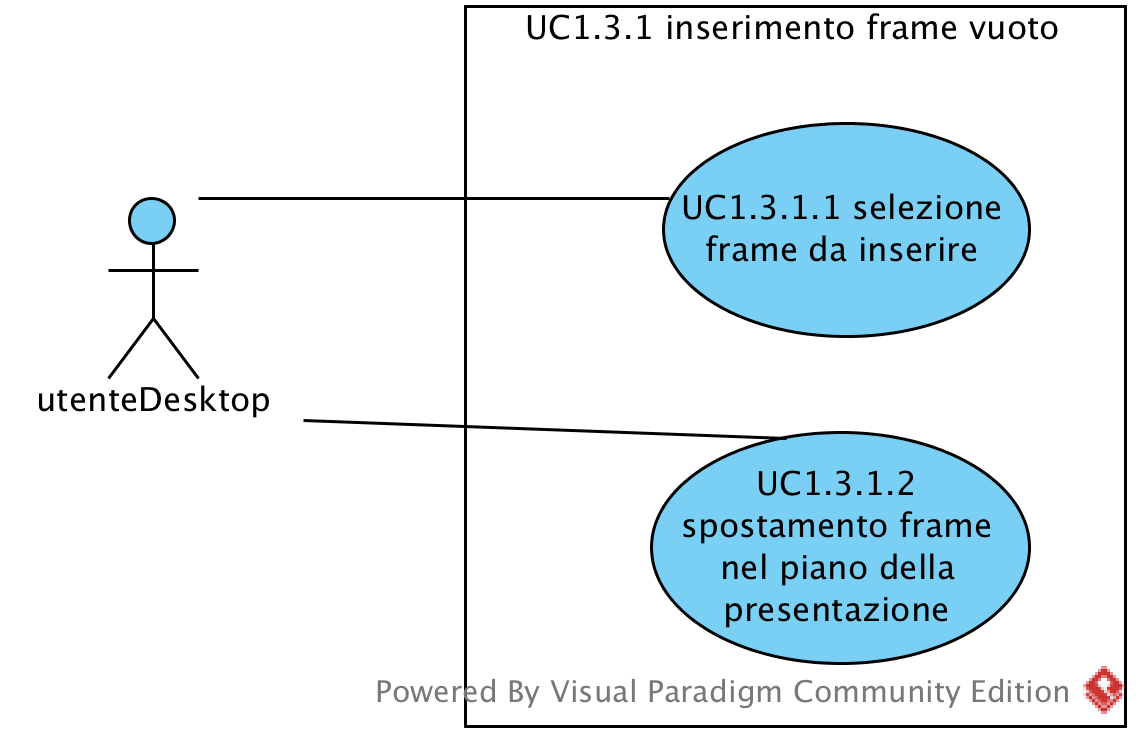 UC1.3.1 inserimento frame vuoto
UC1.3.1.1 selezione
frame da inserire
utenteDesktop
UC1.3.1.2
spostamento frame
nel piano della
presentazione
Powered By Visual Paradigm Community Edition